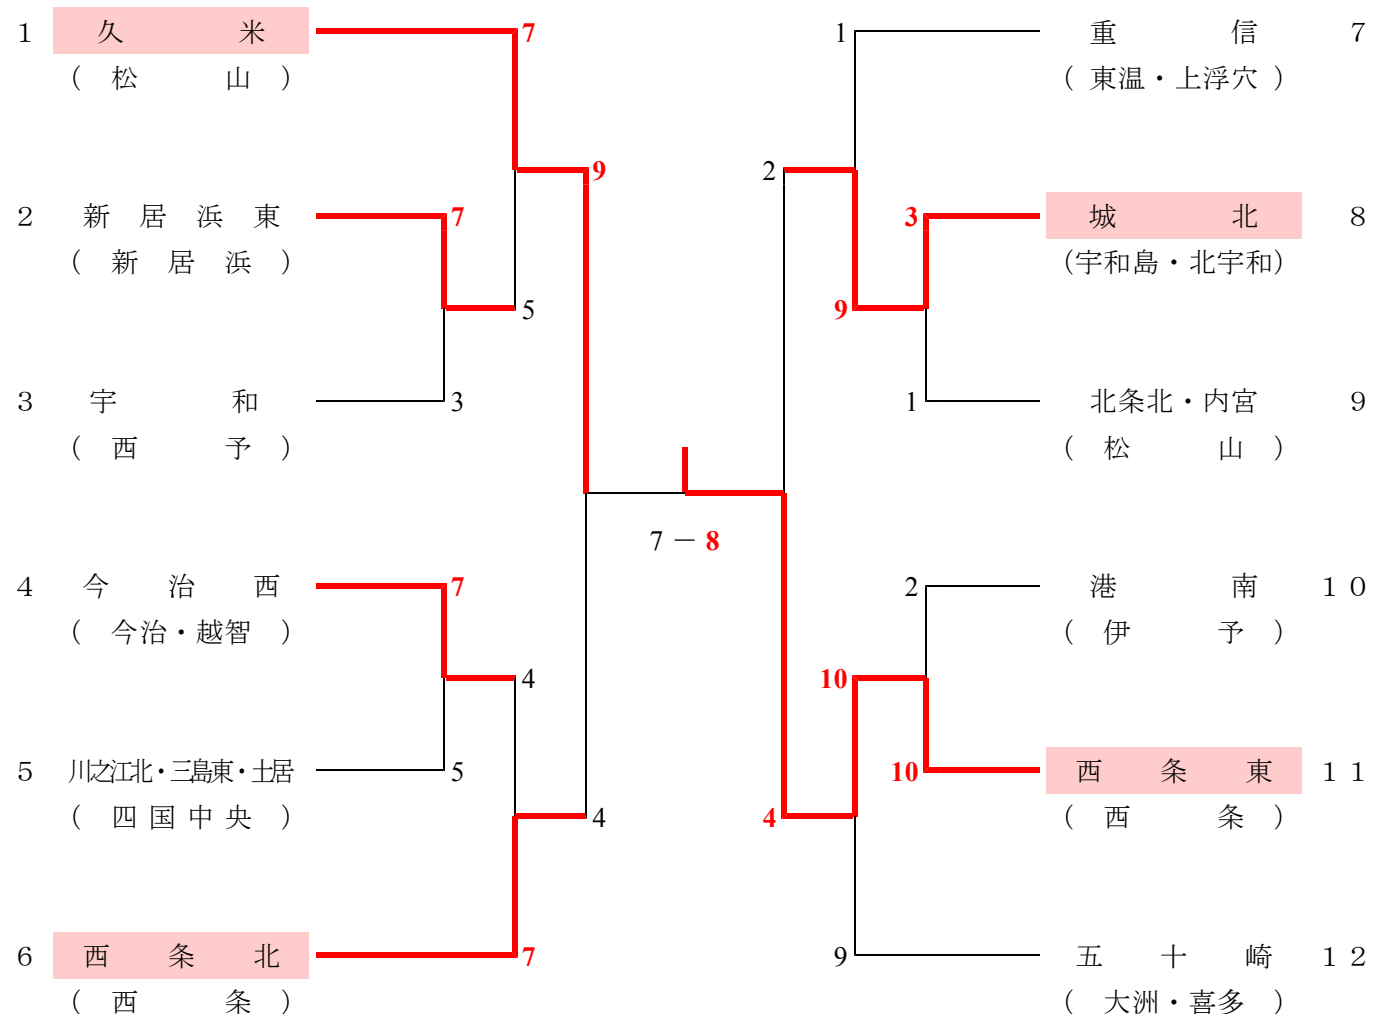 1 久米 7 1 重信 7
(松山) (東温・上浮穴)
9 2
2 新居浜東 7 3 城北 8
(新居浜) (宇和島・北宇和)
5 9
3 宇和 3 1 北条北・内宮 9
(西予) (松山)
7 － 8
4 今治西 7 2 港南 10
(今治・越智) (伊予)
4 10
5 川之江北・三島東・土居 5 10 西条東 11
(四国中央) 4 4 (西条)
6 西条北 7 9 五十崎 12
(西条) (大洲・喜多)